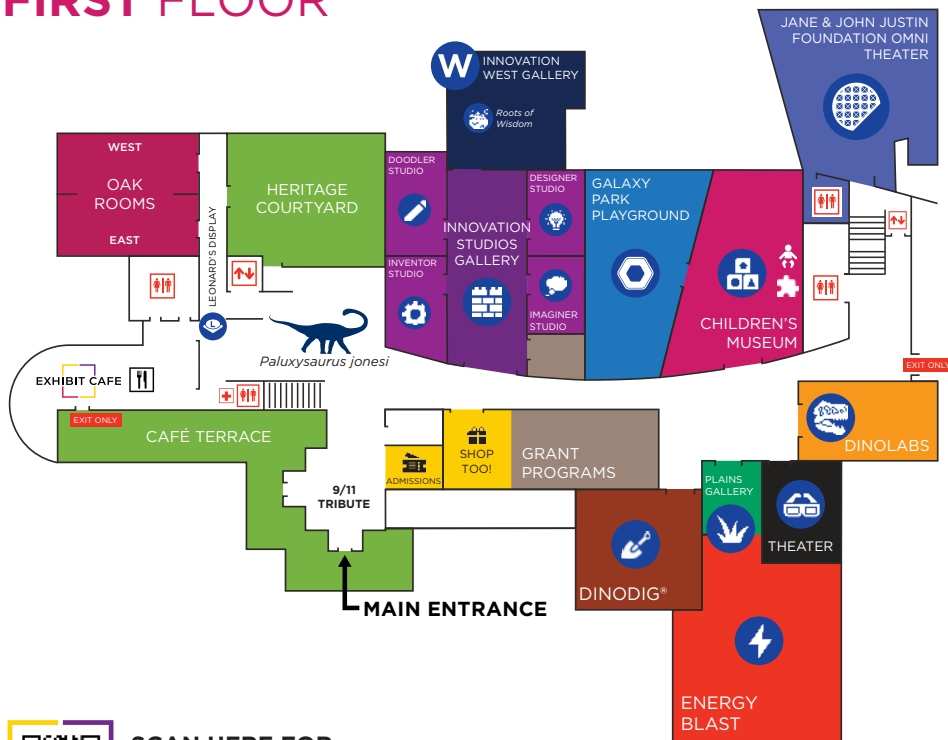 FIRST FLOOR
JANE & JOHN JUSTIN
FOUNDATION OMNI
THEATER
W
INNOVATION
WEST GALLERY
Roots of
Wisdom
WEST
OAK
ROOMS
EAST
LEONARD'S DISPLAY
L
HERITAGE
COURTYARD
DOODLER
STUDIO
INVENTOR
STUDIO
INNOVATION
STUDIOS
GALLERY
DESIGNER
STUDIO
IMAGINER
STUDIO
GALAXY
PARK
PLAYGROUND
CHILDREN'S
MUSEUM
Paluxysaurus jonesi
EXHIBIT CAFE
EXIT ONLY
EXIT ONLY
CAFÉ TERRACE
9/11
TRIBUTE
ADMISSIONS
SHOP
TOO!
GRANT
PROGRAMS
DINOLABS
PLAINS
GALLERY
THEATER
DINODIG®
MAIN ENTRANCE
ENERGY
BLAST
SCAN HERE FOR